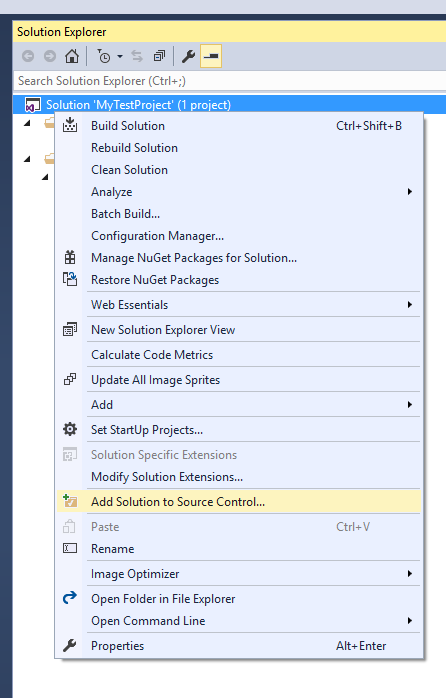 Solution Explorer
Search Solution Explorer (Ctrl+;)
Solution 'MyTestProject' (1 project)
Build Solution Ctrl+Shift+B
Rebuild Solution
Clean Solution
Analyze
Batch Build...
Configuration Manager...
Manage NuGet Packages for Solution...
Restore NuGet Packages
Web Essentials
New Solution Explorer View
Calculate Code Metrics
Update All Image Sprites
Add
Set StartUp Projects...
Solution Specific Extensions
Modify Solution Extensions...
Add Solution to Source Control...
Paste Ctrl+V
Rename
Image Optimizer
Open Folder in File Explorer
Open Command Line
Properties Alt+Enter